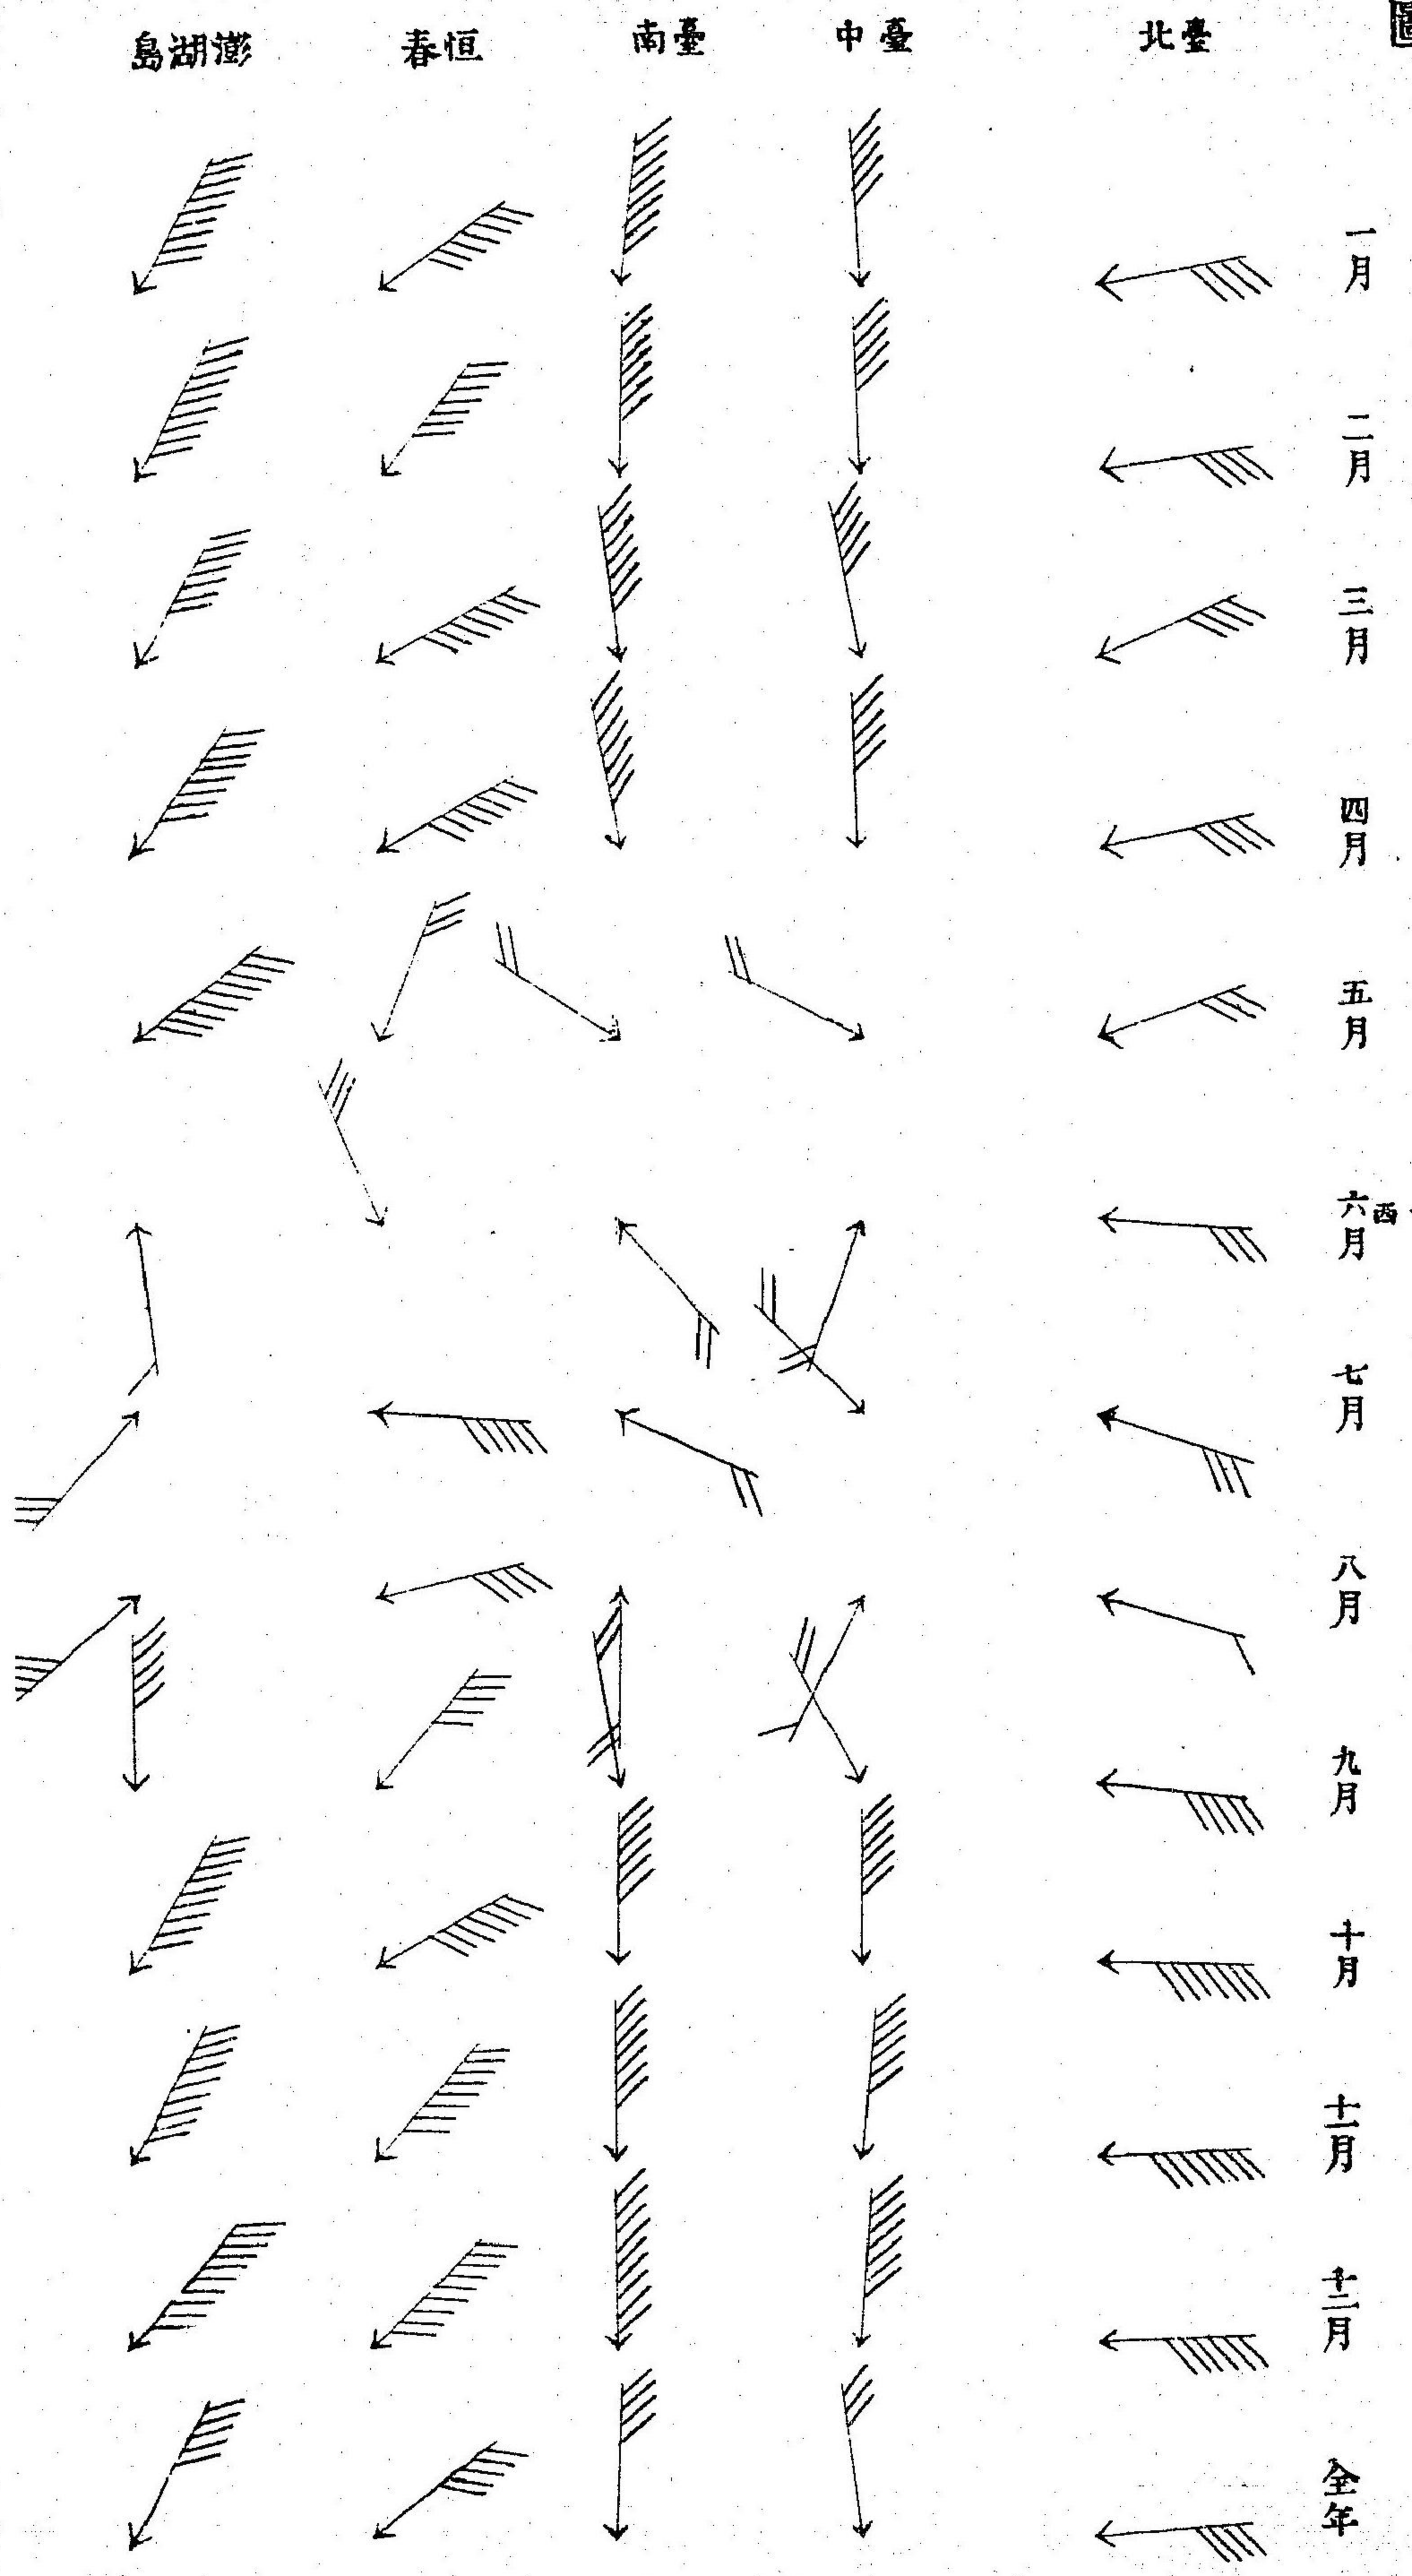 圖
臺北
臺中
臺南
恒春
澎湖島
一月
二月
三月
四月
五月
六月
西
七月
八月
九月
十月
十一月
十二月
全年